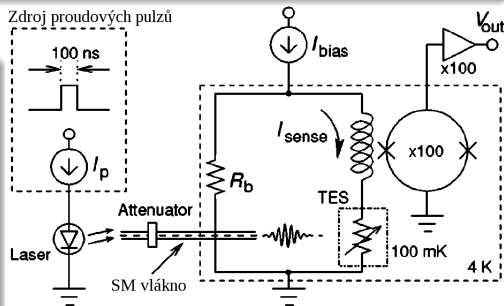 Zdroj proudových pulzů
100 ns
I_p
Laser
Attenuator
SM vlákno
I_bias
R_b
I_sense
TES
100 mK
x100
4 K
V_out
x100